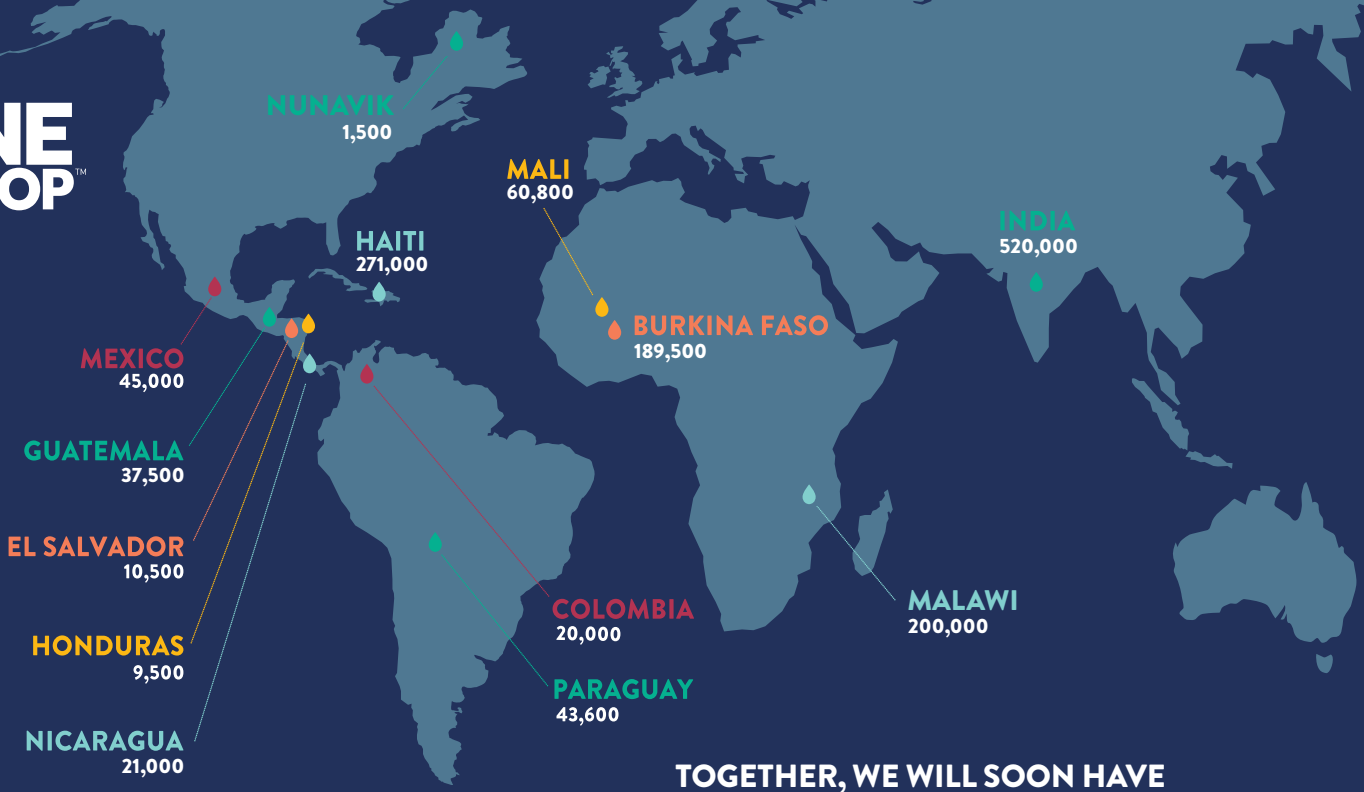 NUNAVIK
1,500
NE
OP™
MALI
60,800
INDIA
520,000
HAITI
271,000
BURKINA FASO
189,500
MEXICO
45,000
GUATEMALA
37,500
EL SALVADOR
10,500
COLOMBIA
20,000
MALAWI
200,000
HONDURAS
9,500
PARAGUAY
43,600
NICARAGUA
21,000
TOGETHER, WE WILL SOON HAVE